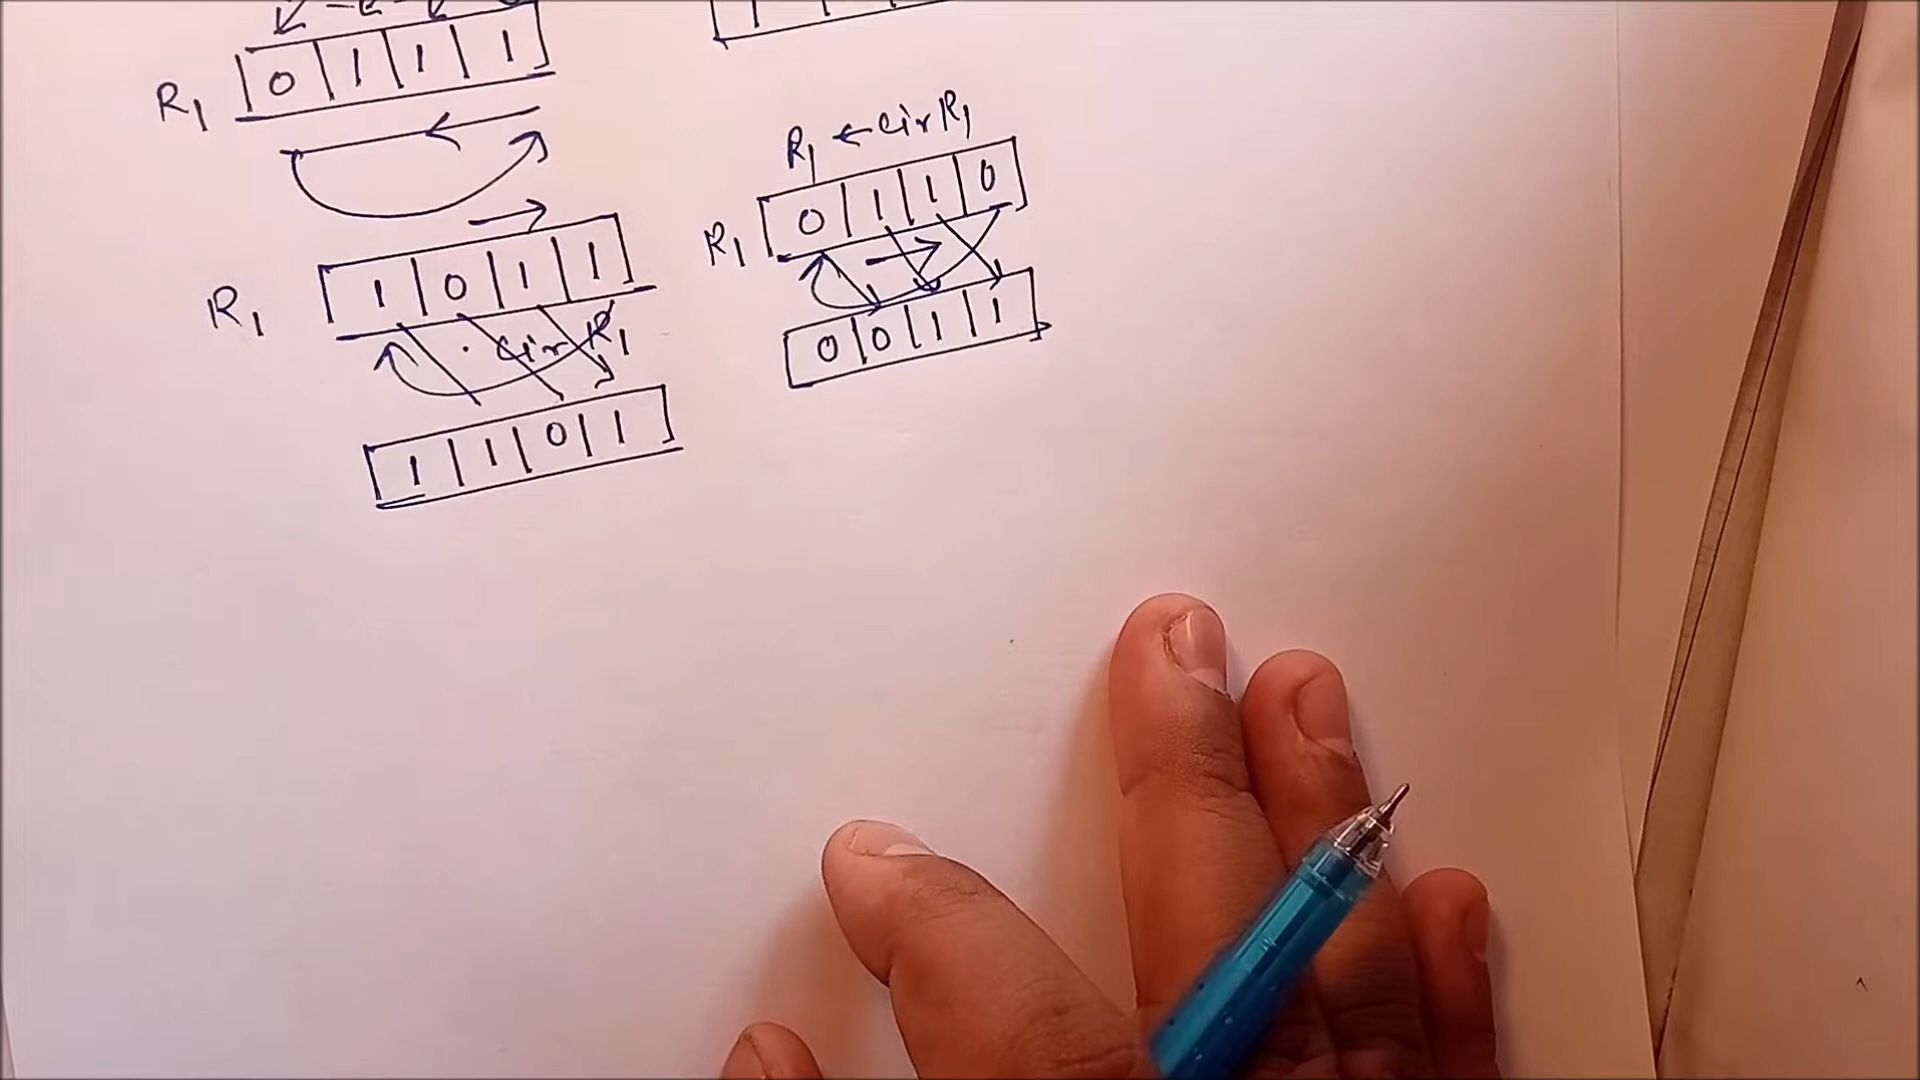 R1 0 1 1 1
R1 1 0 1 1
cir R1
1 1 0 1
R1 ← cir R1
R1 0 1 1 0
0 0 1 1